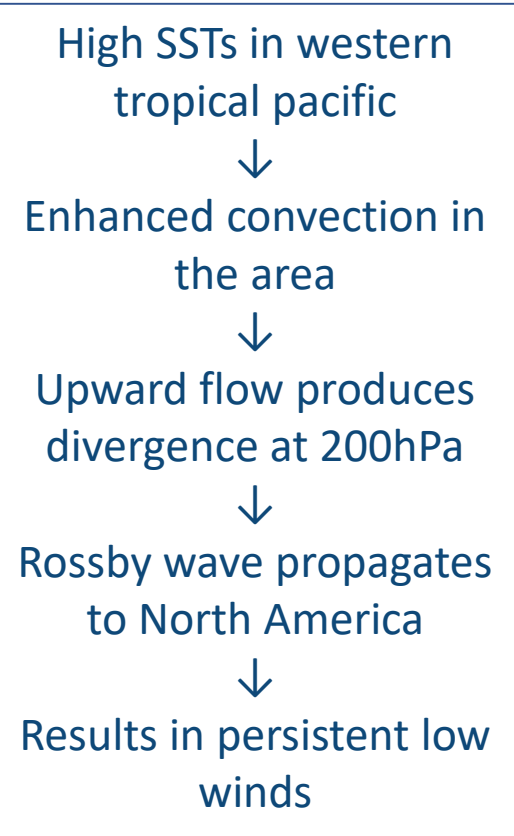 High SSTs in western
tropical pacific
↓
Enhanced convection in
the area
↓
Upward flow produces
divergence at 200hPa
↓
Rossby wave propagates
to North America
↓
Results in persistent low
winds